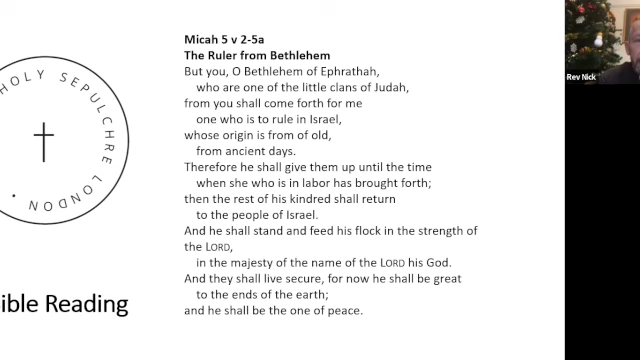 Micah 5 v 2-5a
The Ruler from Bethlehem
But you, O Bethlehem of Ephrathah,
who are one of the little clans of Judah,
from you shall come forth for me
one who is to rule in Israel,
whose origin is from of old,
from ancient days.
Therefore he shall give them up until the time
when she who is in labor has brought forth;
then the rest of his kindred shall return
to the people of Israel.
And he shall stand and feed his flock in the strength of
the LORD,
in the majesty of the name of the LORD his God.
And they shall live secure, for now he shall be great
to the ends of the earth;
and he shall be the one of peace.
HOLY SEPULCHRE LONDON •
ible Reading
Rev Nick